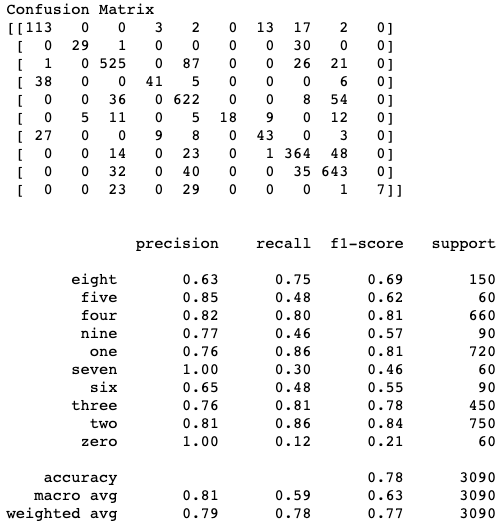 Confusion Matrix
[[113   0   0   3   2   0  13  17   2   0]
 [  0  29   1   0   0   0   0  30   0   0]
 [  1   0 525   0  87   0   0  26  21   0]
 [ 38   0   0  41   5   0   0   0   6   0]
 [  0   0  36   0 622   0   0   8  54   0]
 [  0   5  11   0   5  18   9   0  12   0]
 [ 27   0   0   9   8   0  43   0   3   0]
 [  0   0  14   0  23   0   1 364  48   0]
 [  0   0  32   0  40   0   0  35 643   0]
 [  0   0  23   0  29   0   0   0   1   7]]
precision recall f1-score support
eight 0.63 0.75 0.69 150
five 0.85 0.48 0.62 60
four 0.82 0.80 0.81 660
nine 0.77 0.46 0.57 90
one 0.76 0.86 0.81 720
seven 1.00 0.30 0.46 60
six 0.65 0.48 0.55 90
three 0.76 0.81 0.78 450
two 0.81 0.86 0.84 750
zero 1.00 0.12 0.21 60
accuracy 0.78 3090
macro avg 0.81 0.59 0.63 3090
weighted avg 0.79 0.78 0.77 3090